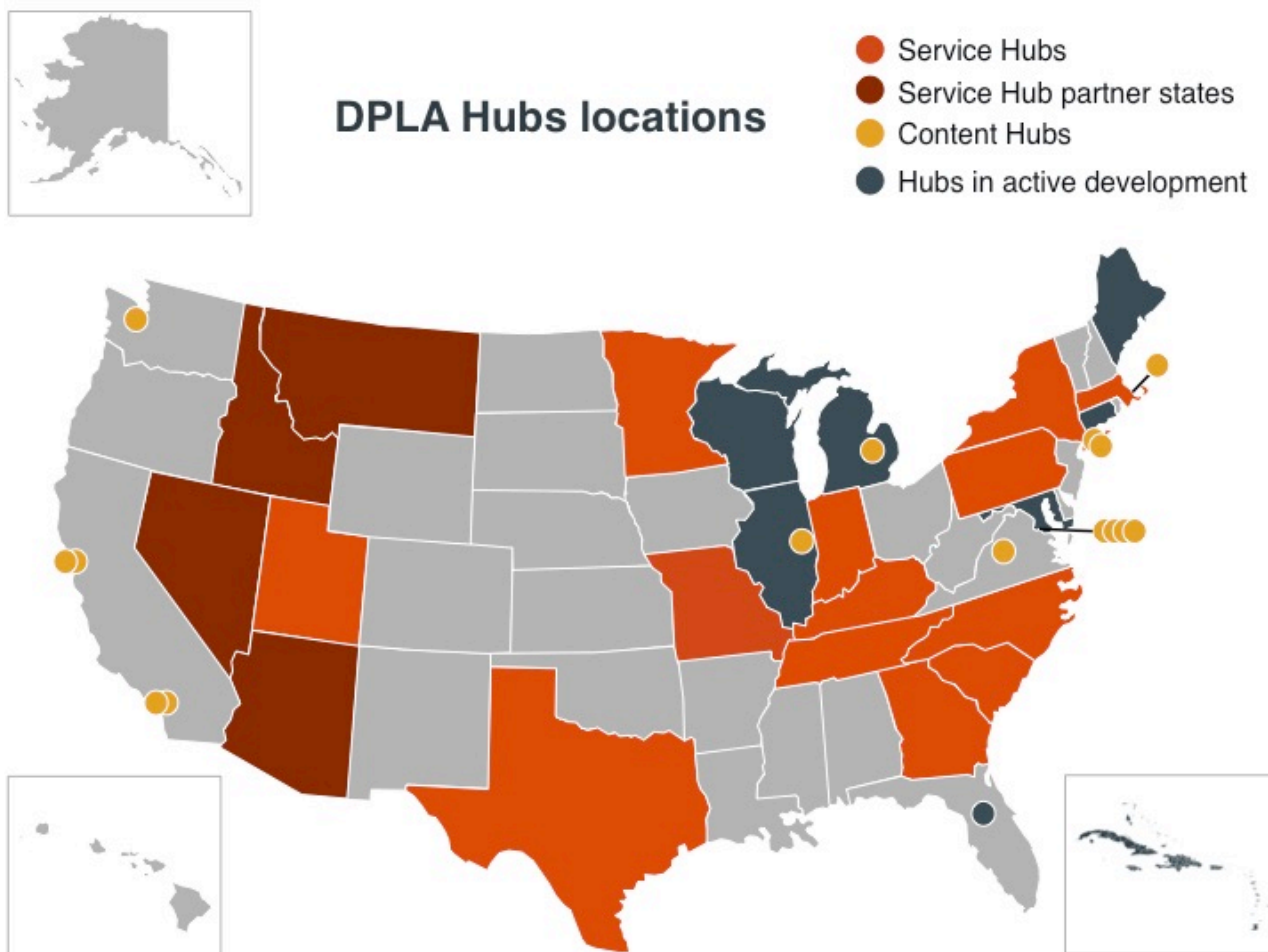 DPLA Hubs locations
Service Hubs
Service Hub partner states
Content Hubs
Hubs in active development